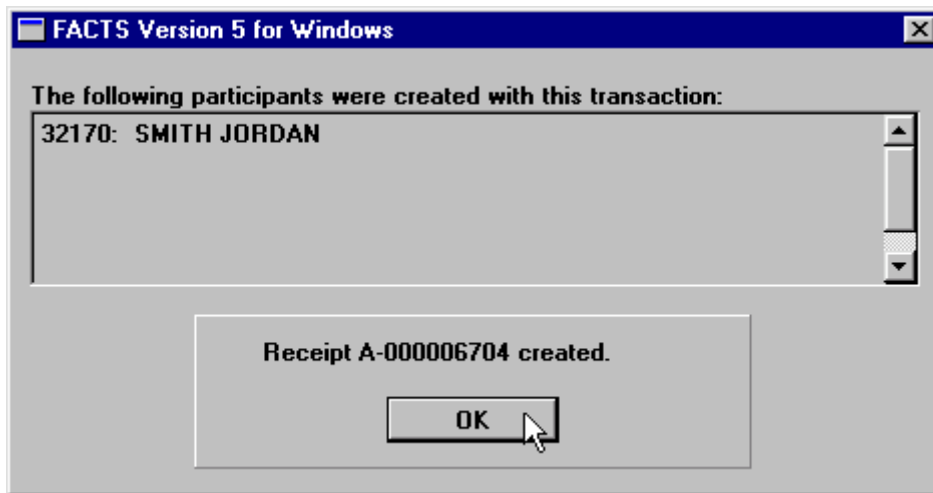 FACTS Version 5 for Windows
The following participants were created with this transaction:
32170: SMITH JORDAN
Receipt A-000006704 created.
OK